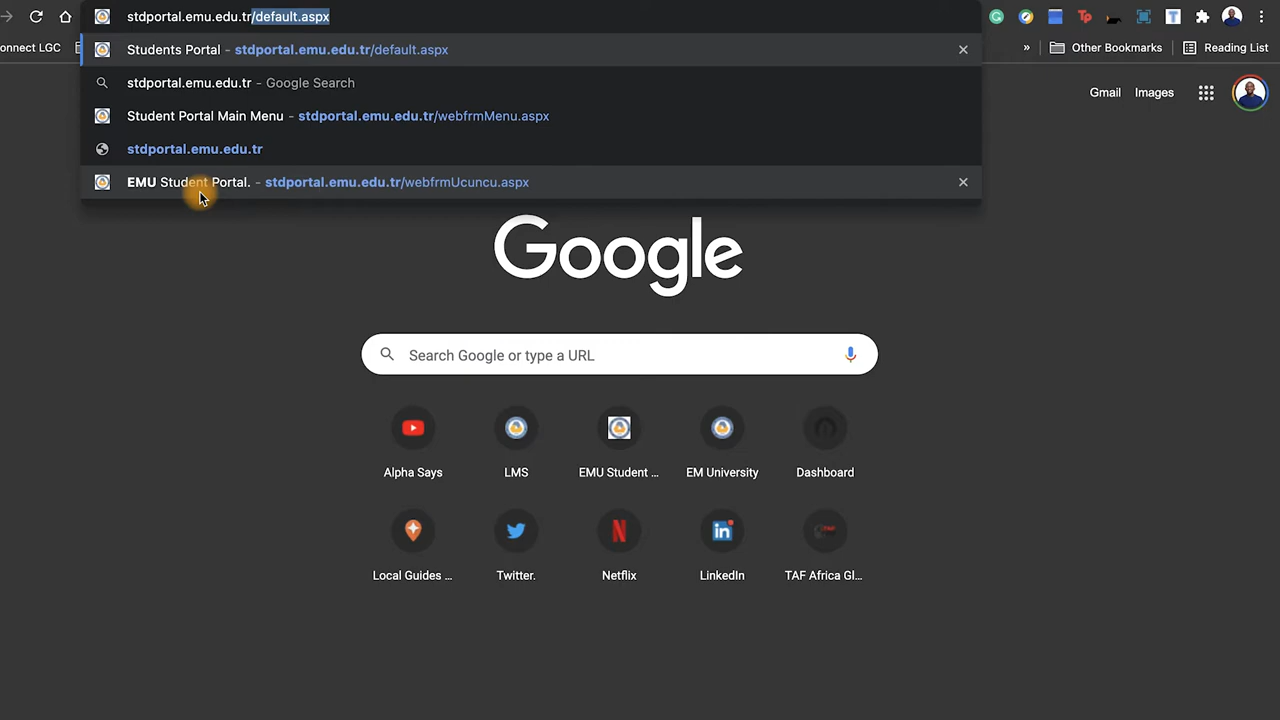 stdportal.emu.edu.tr/default.aspx
Students Portal - stdportal.emu.edu.tr/default.aspx
stdportal.emu.edu.tr - Google Search
Student Portal Main Menu - stdportal.emu.edu.tr/webfrmMenu.aspx
stdportal.emu.edu.tr
EMU Student Portal. - stdportal.emu.edu.tr/webfrmUcuncu.aspx
onnect LGC
» Other Bookmarks Reading List
Gmail Images
Google
Search Google or type a URL
Alpha Says LMS EMU Student ... EM University Dashboard
Local Guides ... Twitter. Netflix LinkedIn TAF Africa Gl...